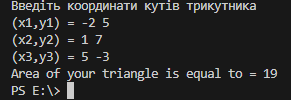 Введіть координати кутів трикутника
(x1,y1) = -2 5
(x2,y2) = 1 7
(x3,y3) = 5 -3
Area of your triangle is equal to = 19
PS E:\>